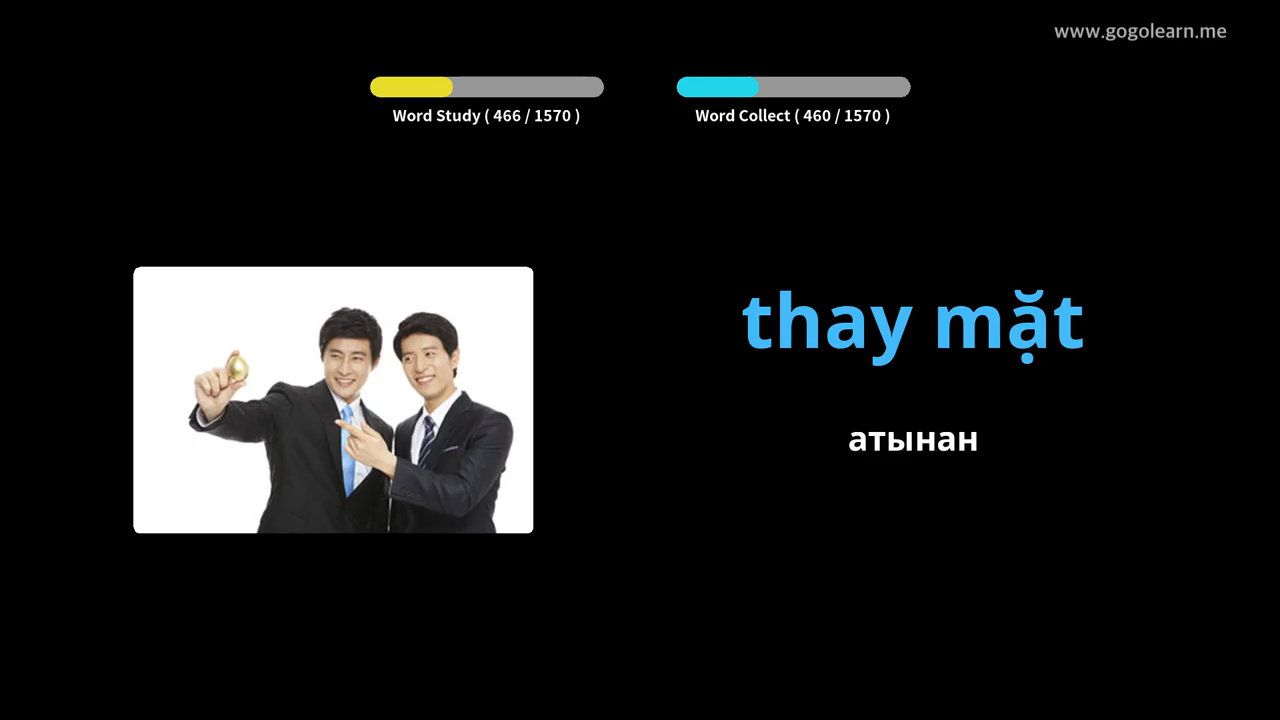 www.gogolearn.me
Word Study ( 466 / 1570 )
Word Collect ( 460 / 1570 )
thay mặt
атынан